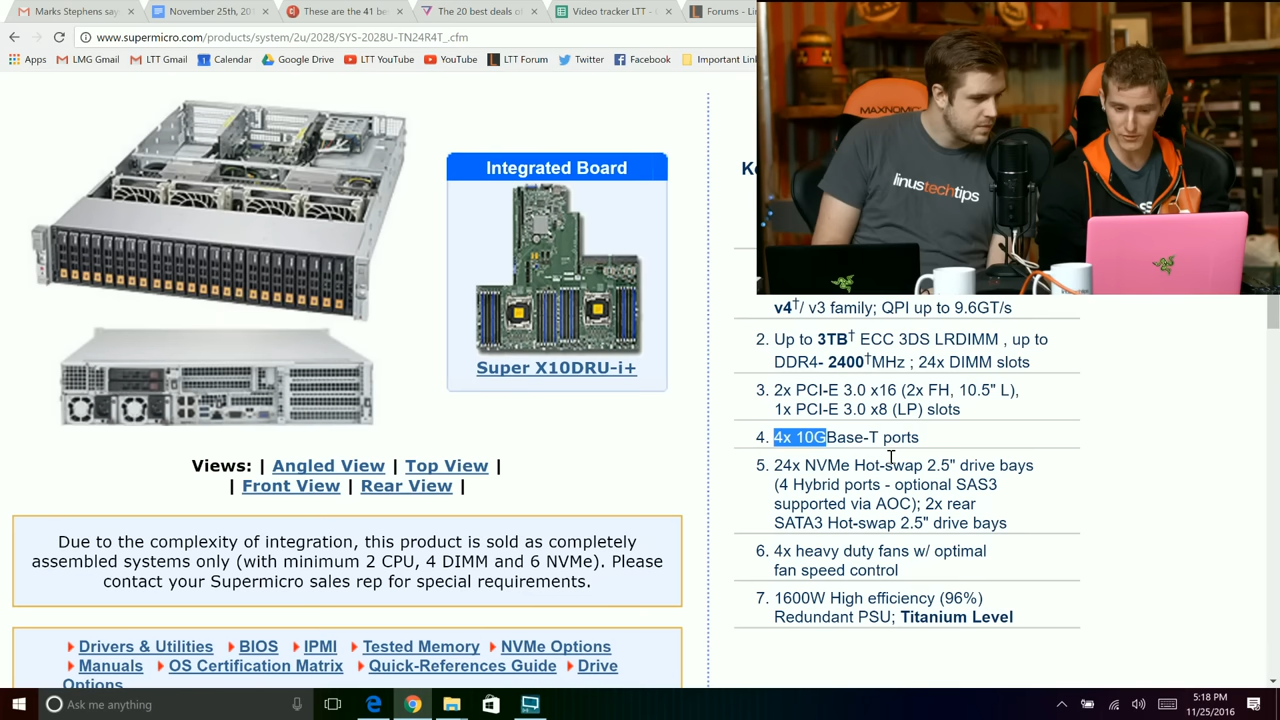 Marks Stephens say
November 25th, 201
These are the 41 be
The 20 best deals o
Video tracker LTT -
Forums - Li
www.supermicro.com/products/system/2u/2028/SYS-2028U-TN24R4T_.cfm
Apps
LMG Gmail
LTT Gmail
Calendar
Google Drive
LTT YouTube
YouTube
LTT Forum
Twitter
Facebook
Important Lin
MAXNOMIC
linustechtips
Integrated Board
Super X10DRU-i+
Views: | Angled View | Top View |
| Front View | Rear View |
Due to the complexity of integration, this product is sold as completely
assembled systems only (with minimum 2 CPU, 4 DIMM and 6 NVMe). Please
contact your Supermicro sales rep for special requirements.
Drivers & Utilities BIOS IPMI Tested Memory NVMe Options
Manuals OS Certification Matrix Quick-References Guide Drive
Options
Ke
v4†/ v3 family; QPI up to 9.6GT/s
2. Up to 3TB† ECC 3DS LRDIMM , up to
DDR4- 2400†MHz ; 24x DIMM slots
3. 2x PCI-E 3.0 x16 (2x FH, 10.5" L),
1x PCI-E 3.0 x8 (LP) slots
4. 4x 10GBase-T ports
5. 24x NVMe Hot-swap 2.5" drive bays
(4 Hybrid ports - optional SAS3
supported via AOC); 2x rear
SATA3 Hot-swap 2.5" drive bays
6. 4x heavy duty fans w/ optimal
fan speed control
7. 1600W High efficiency (96%)
Redundant PSU; Titanium Level
Ask me anything
5:18 PM
11/25/2016